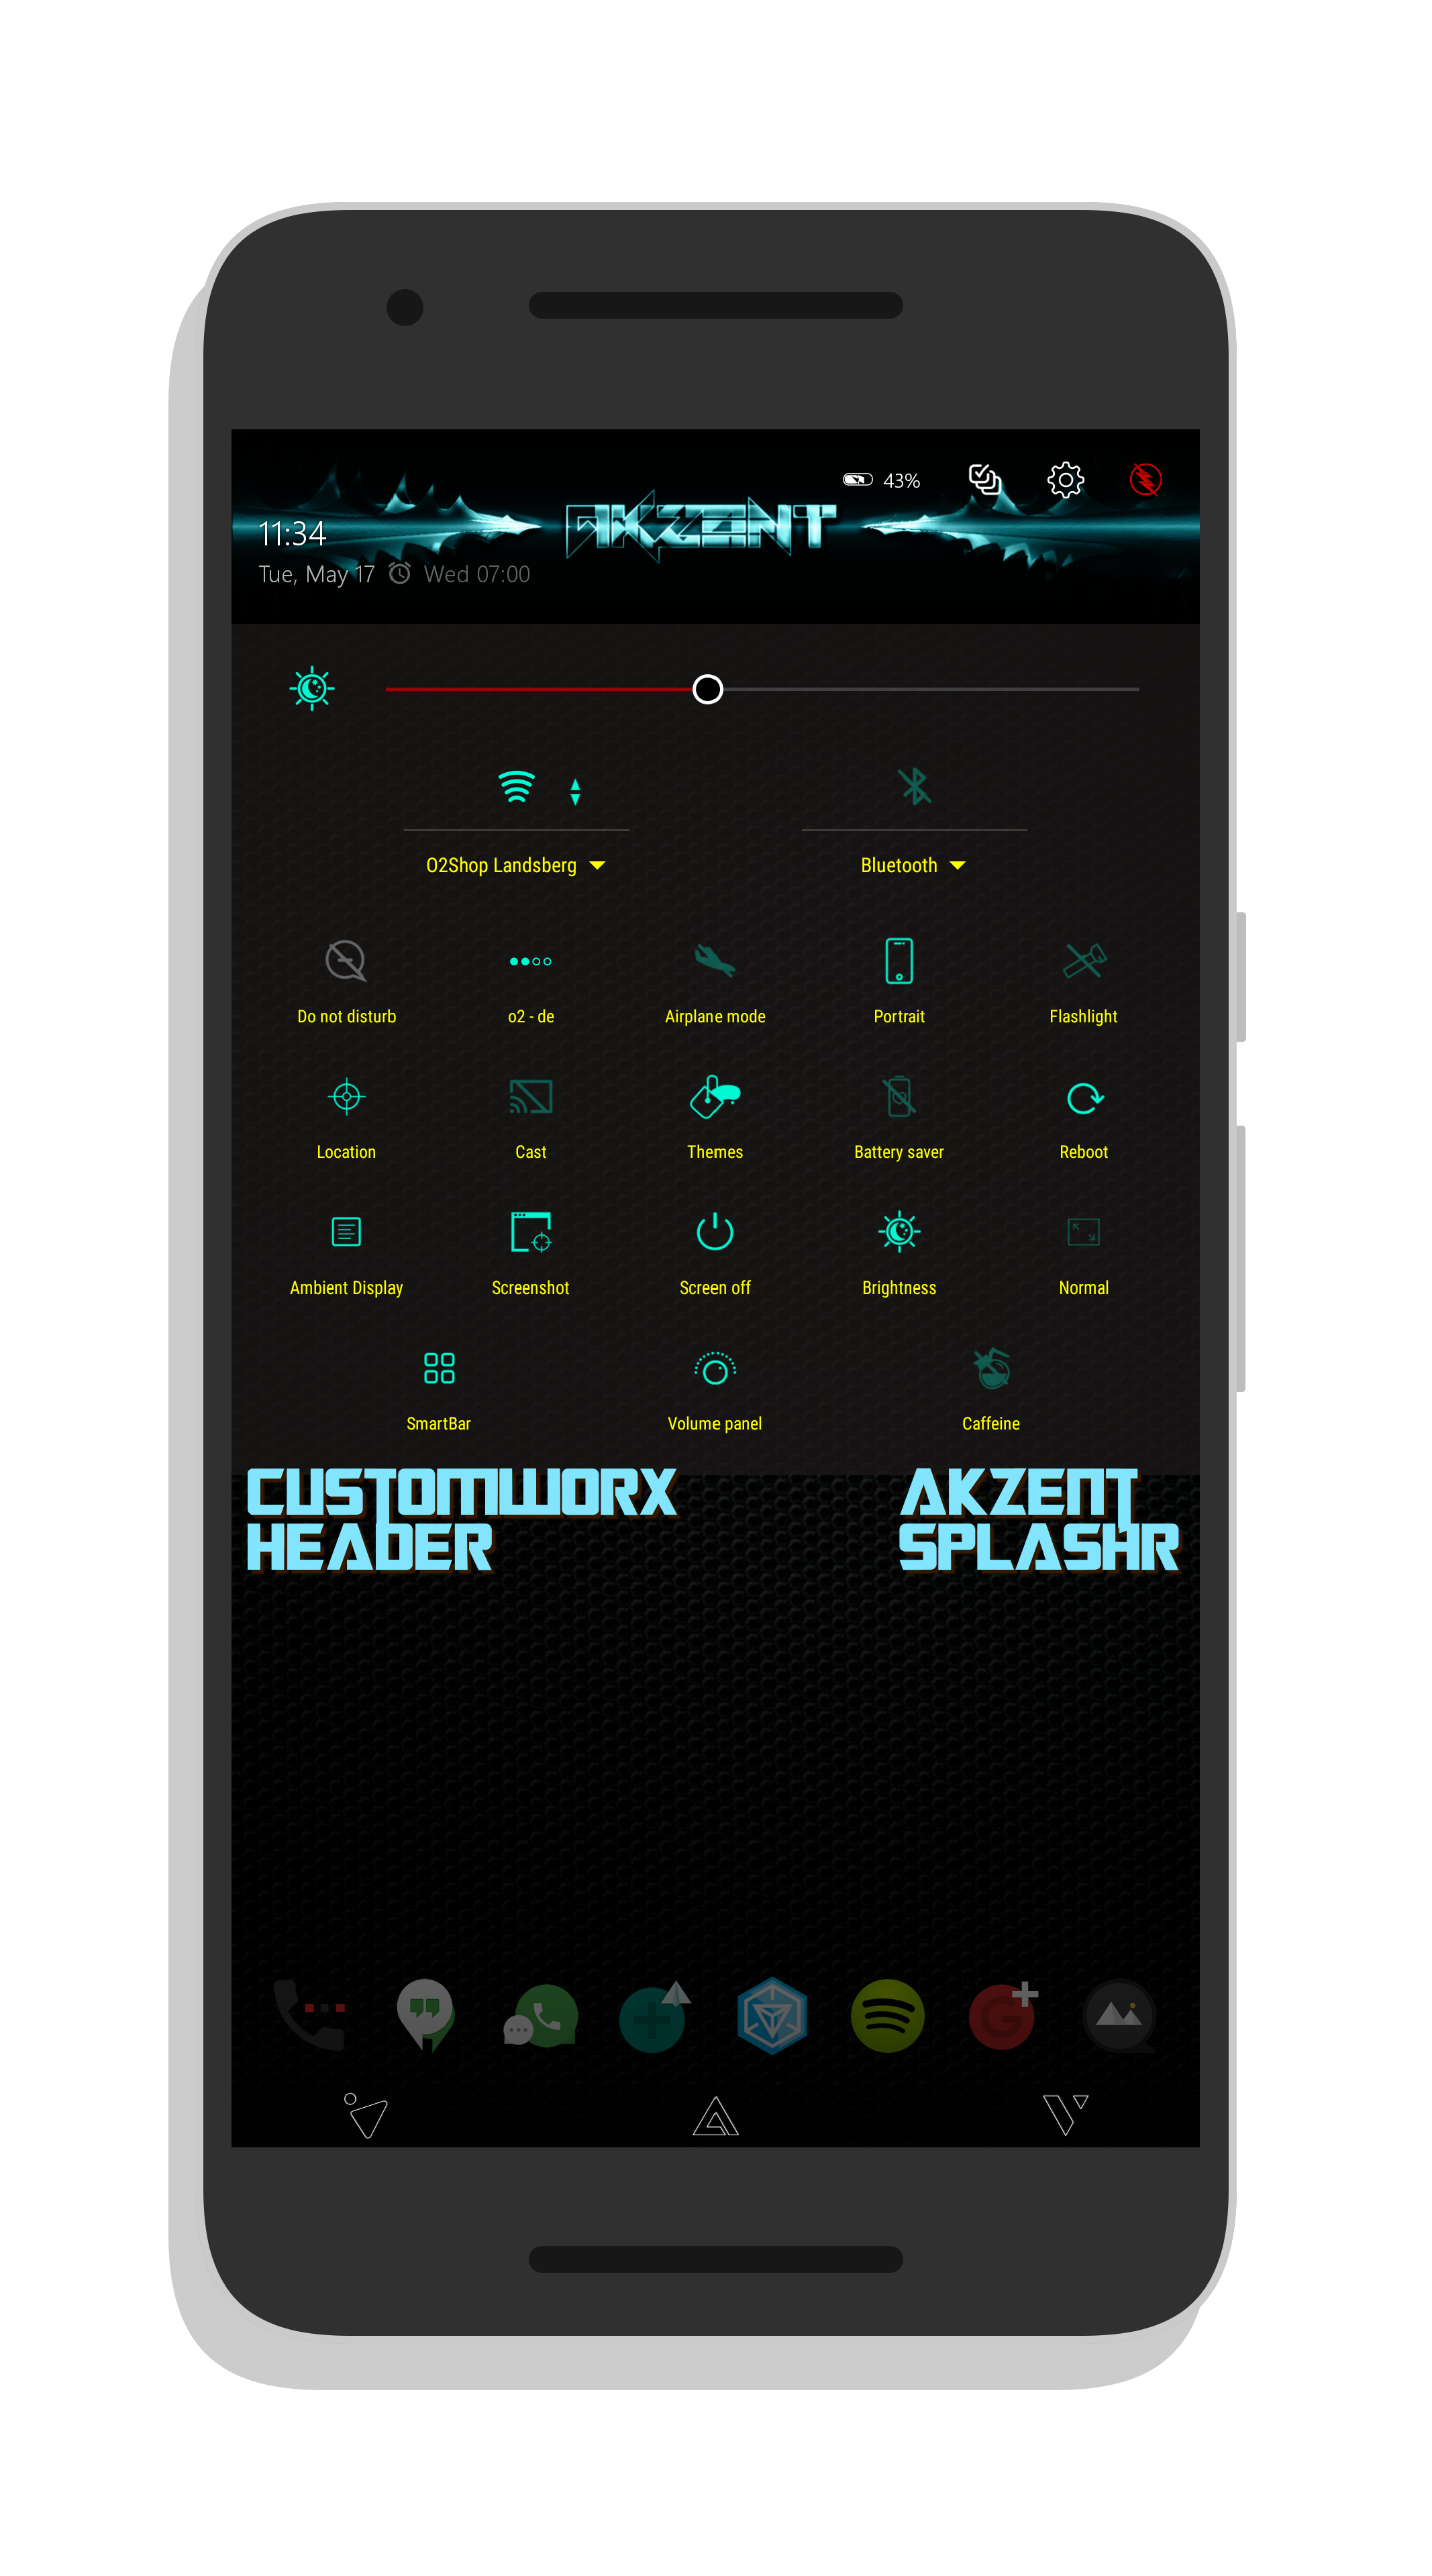 43%
AKZENT
11:34
Tue, May 17 Wed 07:00
O2Shop Landsberg Bluetooth
Do not disturb o2 - de Airplane mode Portrait Flashlight
Location Cast Themes Battery saver Reboot
Ambient Display Screenshot Screen off Brightness Normal
SmartBar Volume panel Caffeine
CUSTOMWORX AKZENT
HEADER SPLASHR